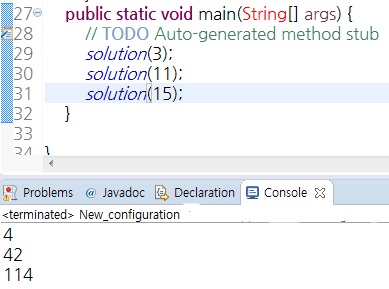 27 public static void main(String[] args) {
28 // TODO Auto-generated method stub
29 solution(3);
30 solution(11);
31 solution(15);
32 }
33
34 }
Problems @ Javadoc Declaration Console
<terminated> New_configuration
4
42
114